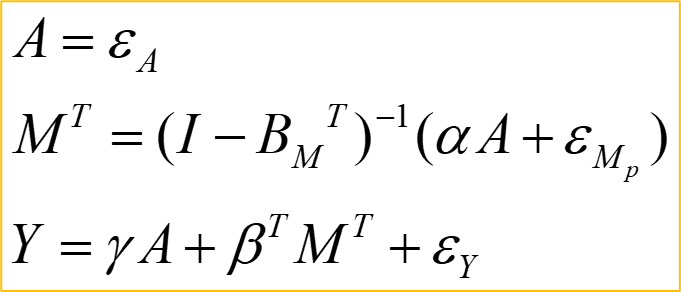 A = ε_A
M^T = (I − B_M^T)^{−1}(αA + ε_{M_p})
Y = γA + β^T M^T + ε_Y